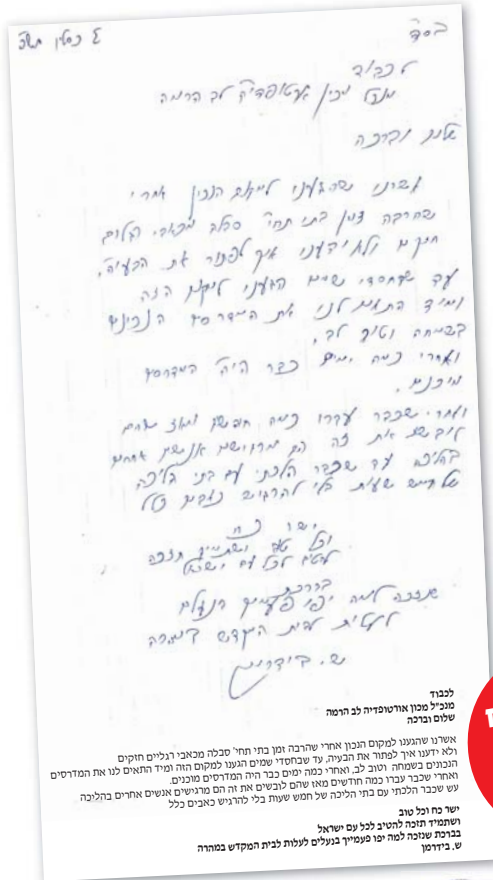 בס"ד
ג' כסלו תשפ"
לכבוד
מנכ"ל מכון אורטופדיה לב הרמה
שלום וברכה
אשרנו שהגענו למקום הנכון אחרי
שהרבה זמן בתי תחי' סבלה מכאבי רגליים
חזקים ולא ידענו איך לפתור את הבעיה,
עד שבחסדי שמים הגענו למקום הזה
ומיד התאים לנו את המדרסים הנכונים
בשמחה וטוב לב,
ואחרי כמה ימים כבר היה המדרסים
מוכנים.
ואחרי שכבר עברו כמה חודשים ומאז שהם
לובשים את זה הם מרגישים אנשים אחרים
בהליכה עד שכבר הלכתי עם בתי הליכה
של חמש שעות בלי להרגיש כאבים כלל
ישר כח
וכל טוב ושתמיד תזכה
להטיב לכל עם ישראל
בברכת
שנזכה למה יפו פעמייך בנעלים
לעלות לבית המקדש במהרה
ש. בידרמן
לכבוד
מנכ"ל מכון אורטופדיה לב הרמה
שלום וברכה
אשרנו שהגענו למקום הנכון אחרי שהרבה זמן בתי תחי' סבלה מכאבי רגליים חזקים
ולא ידענו איך לפתור את הבעיה, עד שבחסדי שמים הגענו למקום הזה ומיד התאים לנו את המדרסים
הנכונים בשמחה וטוב לב, ואחרי כמה ימים כבר היה המדרסים מוכנים.
ואחרי שכבר עברו כמה חודשים מאז שהם לובשים את זה הם מרגישים אנשים אחרים בהליכה
עש שכבר הלכתי עם בתי הליכה של חמש שעות בלי להרגיש כאבים כלל
ישר כח וכל טוב
ושתמיד תזכה להטיב לכל עם ישראל
בברכת שנזכה למה יפו פעמייך בנעלים לעלות לבית המקדש במהרה
ש. בידרמן